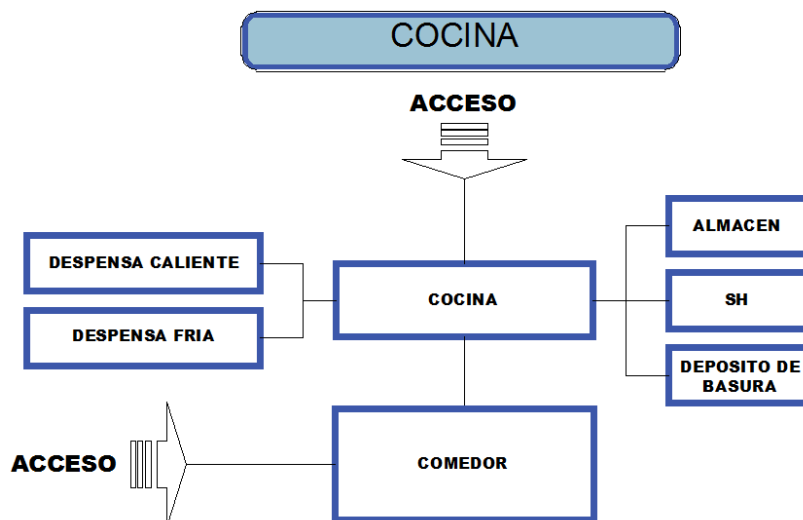 COCINA
ACCESO
ALMACEN
DESPENSA CALIENTE
COCINA
SH
DESPENSA FRIA
DEPOSITO DE
BASURA
ACCESO
COMEDOR